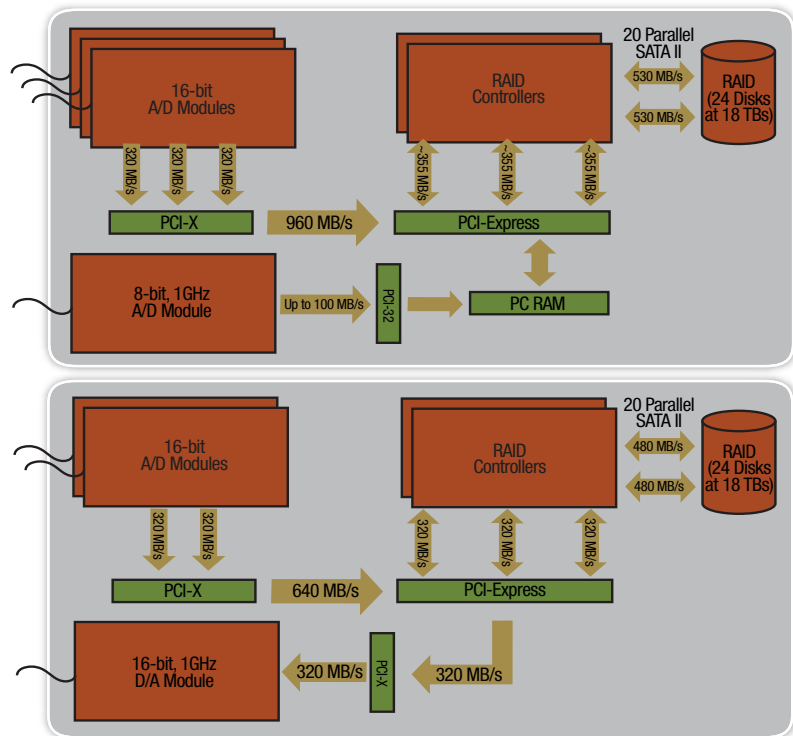 16-bit
A/D Modules
320 MB/s
320 MB/s
320 MB/s
PCI-X
960 MB/s
RAID
Controllers
~355 MB/s
~355 MB/s
~355 MB/s
PCI-Express
20 Parallel
SATA II
530 MB/s
530 MB/s
RAID
(24 Disks
at 18 TBs)
8-bit, 1GHz
A/D Module
Up to 100 MB/s
PCI-32
PC RAM
16-bit
A/D Modules
320 MB/s
320 MB/s
PCI-X
640 MB/s
RAID
Controllers
320 MB/s
320 MB/s
320 MB/s
PCI-Express
20 Parallel
SATA II
480 MB/s
480 MB/s
RAID
(24 Disks
at 18 TBs)
16-bit, 1GHz
D/A Module
320 MB/s
PCI-X
320 MB/s